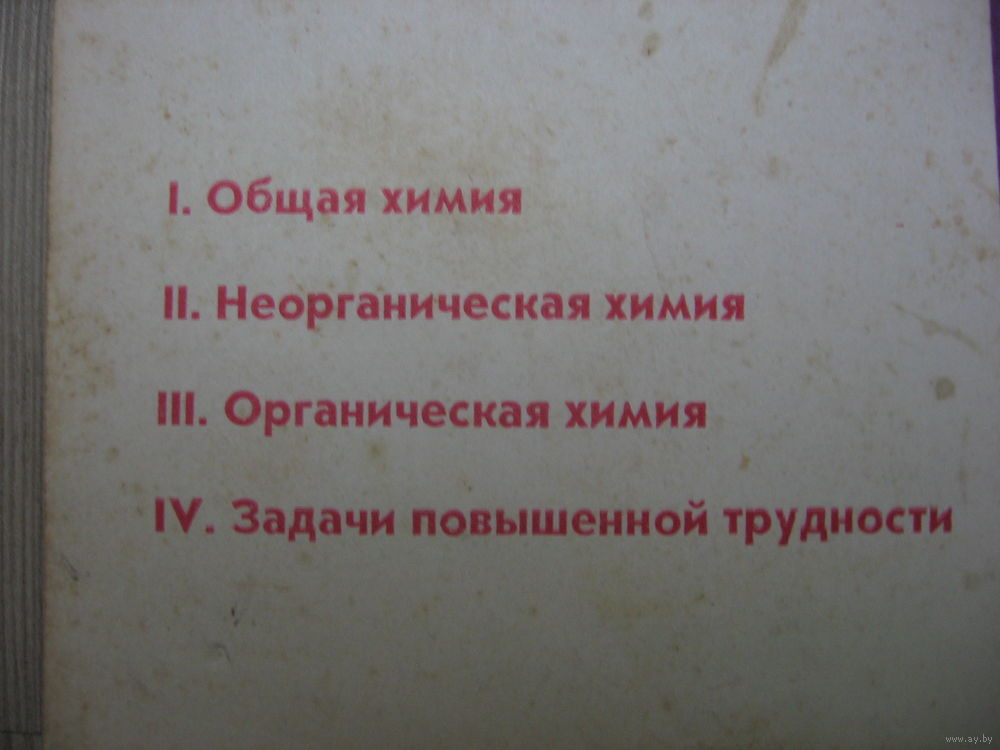 I. Общая химия
II. Неорганическая химия
III. Органическая химия
IV. Задачи повышенной трудности
www.ay.by